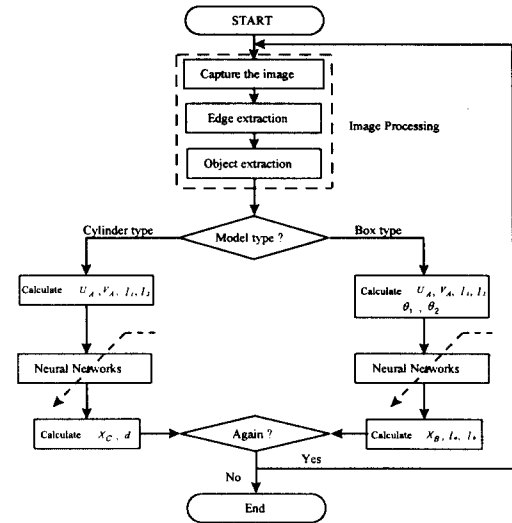 START
Capture the image
Edge extraction
Image Processing
Object extraction
Cylinder type
Model type ?
Box type
Calculate U_A , V_A , l_1 , l_2
Calculate U_A , V_A , l_1 , l_2
θ_1 , θ_2
Neural Networks
Neural Networks
Calculate X_C , d
Again ?
Calculate X_B ,
Yes
No
End